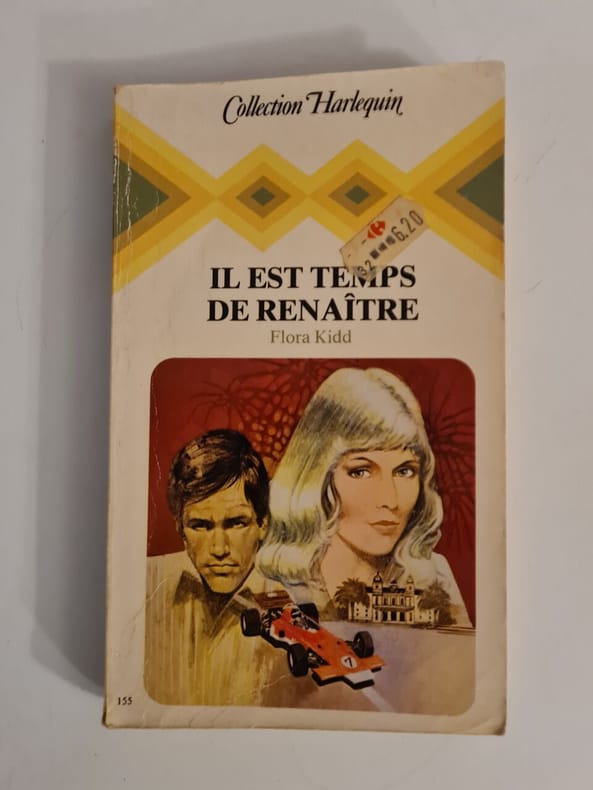 Collection Harlequin
6.20
IL EST TEMPS
DE RENAÎTRE
Flora Kidd
7
155